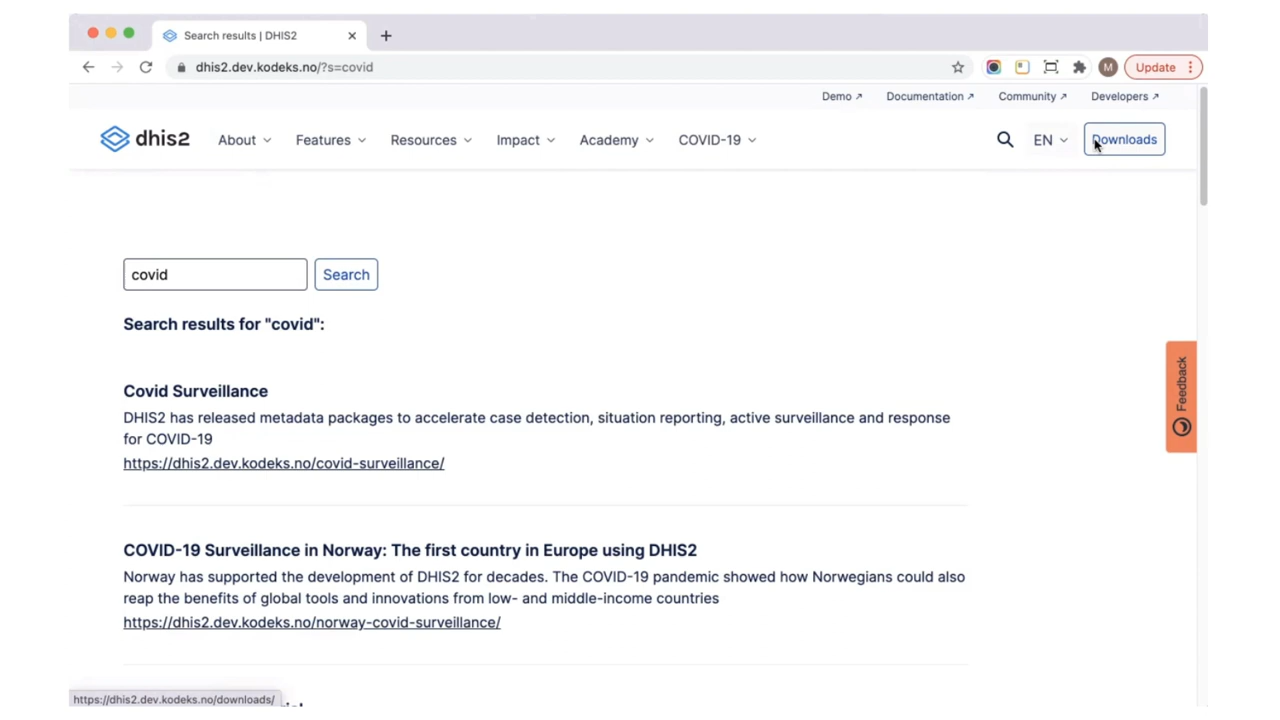 Search results | DHIS2
dhis2.dev.kodeks.no/?s=covid
M
Update
Demo
Documentation
Community
Developers
dhis2
About
Features
Resources
Impact
Academy
COVID-19
EN
Downloads
covid
Search
Search results for "covid":
Covid Surveillance
DHIS2 has released metadata packages to accelerate case detection, situation reporting, active surveillance and response
for COVID-19
https://dhis2.dev.kodeks.no/covid-surveillance/
Feedback
COVID-19 Surveillance in Norway: The first country in Europe using DHIS2
Norway has supported the development of DHIS2 for decades. The COVID-19 pandemic showed how Norwegians could also
reap the benefits of global tools and innovations from low- and middle-income countries
https://dhis2.dev.kodeks.no/norway-covid-surveillance/
https://dhis2.dev.kodeks.no/downloads/